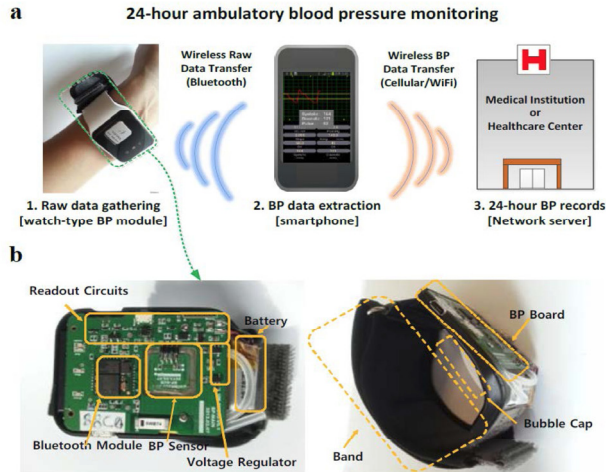 a
24-hour ambulatory blood pressure monitoring
Wireless Raw
Data Transfer
(Bluetooth)
Wireless BP
Data Transfer
(Cellular/WiFi)
H
Medical Institution
or
Healthcare Center
1. Raw data gathering
[watch-type BP module]
2. BP data extraction
[smartphone]
3. 24-hour BP records
[Network server]
b
Readout Circuits
Battery
Bluetooth Module
BP Sensor
Voltage Regulator
BP Board
Bubble Cap
Band